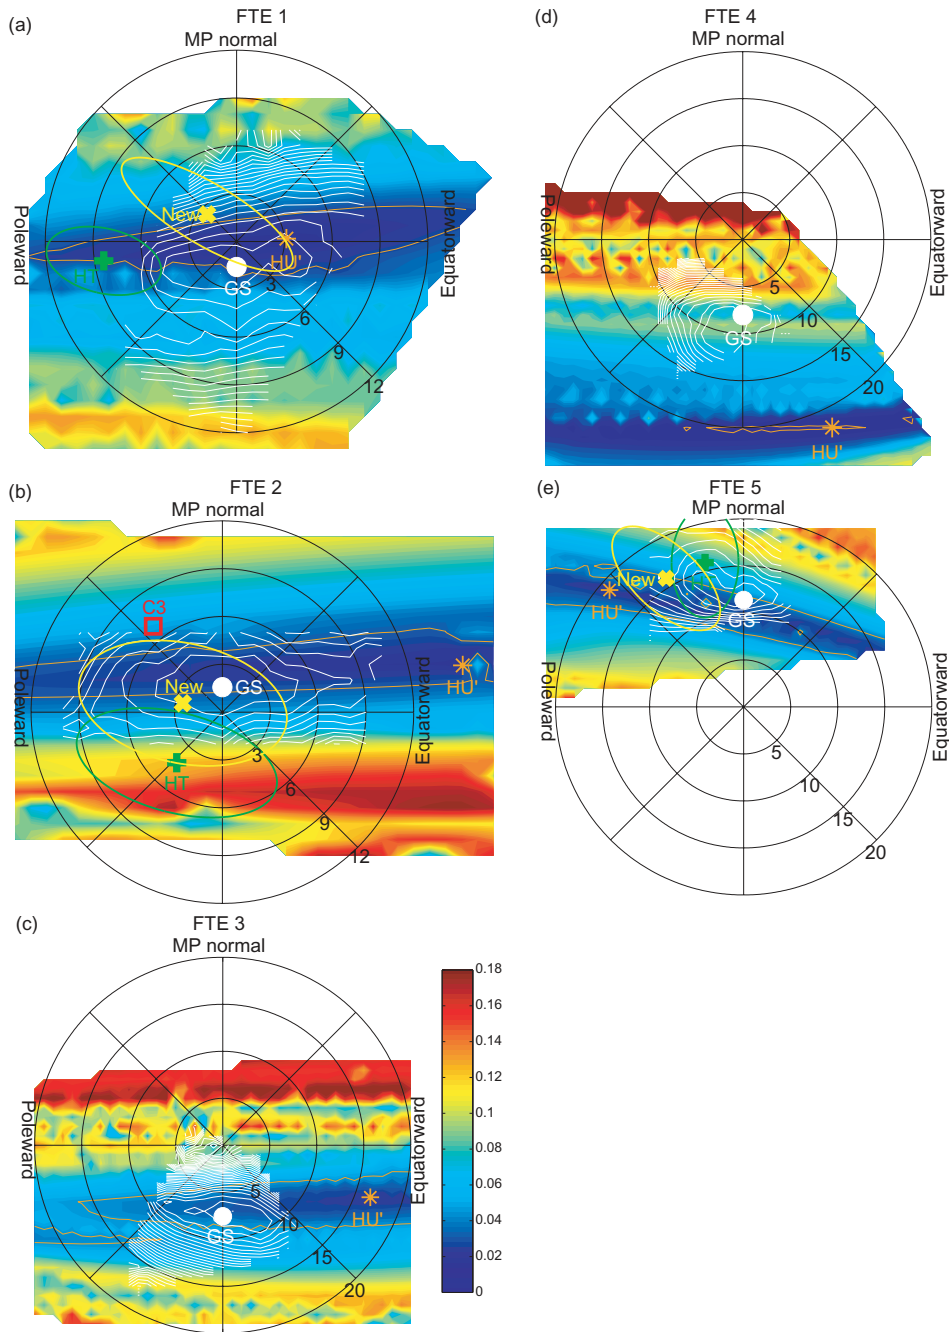 (a)
FTE 1
MP normal
Poleward
New
HT
HU'
GS
3
6
9
12
Equatorward
(d)
FTE 4
MP normal
Poleward
GS
5
10
15
20
HU'
Equatorward
(b)
FTE 2
MP normal
Poleward
C3
New
GS
HT
HU'
3
6
9
12
Equatorward
(e)
FTE 5
MP normal
Poleward
New
HU'
GS
5
10
15
20
Equatorward
(c)
FTE 3
MP normal
Poleward
5
10
15
20
GS
HU'
Equatorward
0.18
0.16
0.14
0.12
0.1
0.08
0.06
0.04
0.02
0